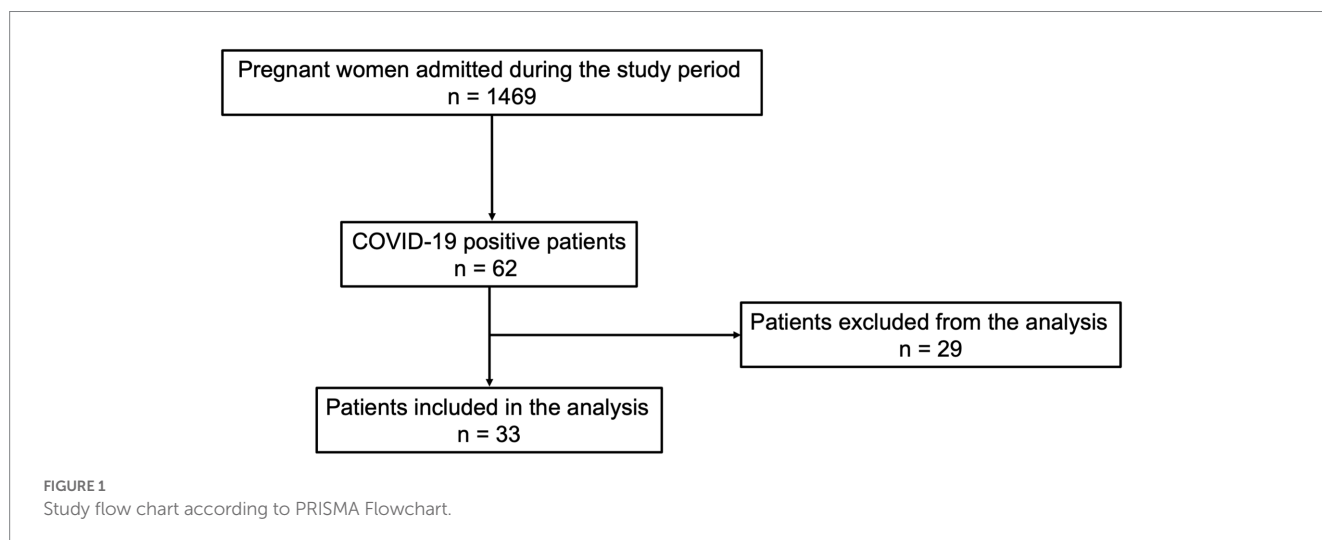 Pregnant women admitted during the study period
n = 1469
COVID-19 positive patients
n = 62
Patients excluded from the analysis
n = 29
Patients included in the analysis
n = 33
FIGURE 1
Study flow chart according to PRISMA Flowchart.